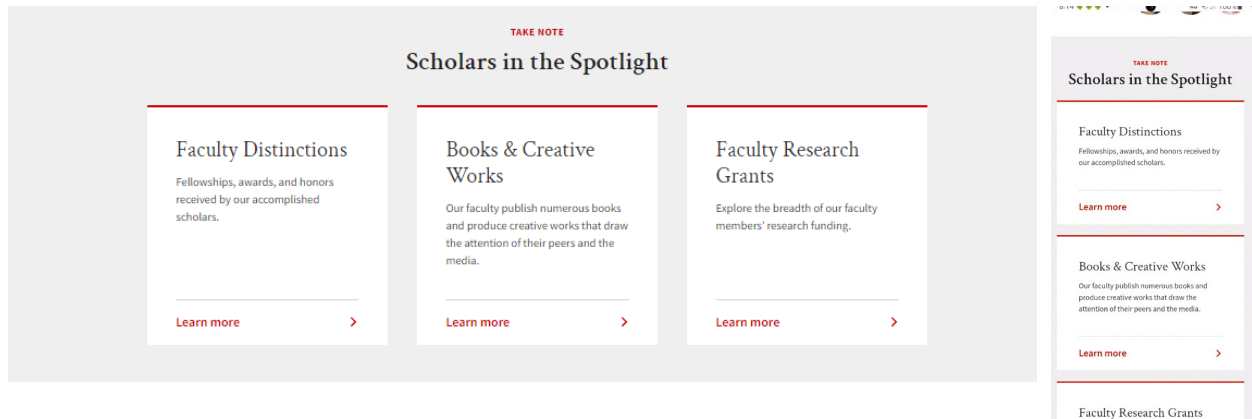 TAKE NOTE
Scholars in the Spotlight
Faculty Distinctions
Fellowships, awards, and honors
received by our accomplished
scholars.
Learn more
Books & Creative
Works
Our faculty publish numerous books
and produce creative works that draw
the attention of their peers and the
media.
Learn more
Faculty Research
Grants
Explore the breadth of our faculty
members' research funding.
Learn more
TAKE NOTE
Scholars in the Spotlight
Faculty Distinctions
Fellowships, awards, and honors received by
our accomplished scholars.
Learn more
Books & Creative Works
Our faculty publish numerous books and
produce creative works that draw the
attention of their peers and the media.
Learn more
Faculty Research Grants